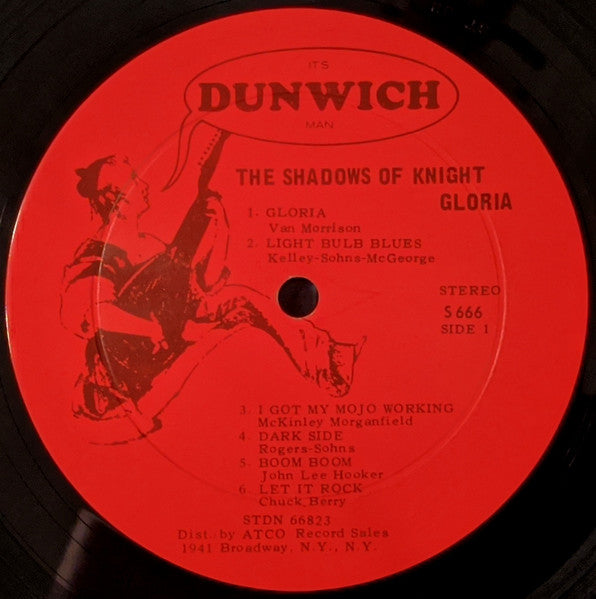 IT'S
DUNWICH
MAN
THE SHADOWS OF KNIGHT
GLORIA
1. GLORIA
Van Morrison
2. LIGHT BULB BLUES
Kelley-Sohns-McGeorge
STEREO
S 666
SIDE 1
3. I GOT MY MOJO WORKING
McKinley Morganfield
4. DARK SIDE
Rogers-Sohns
5. BOOM BOOM
John Lee Hooker
6. LET IT ROCK
Chuck Berry
STDN 66823
Dist. by ATCO Record Sales
1941 Broadway, N.Y., N.Y.